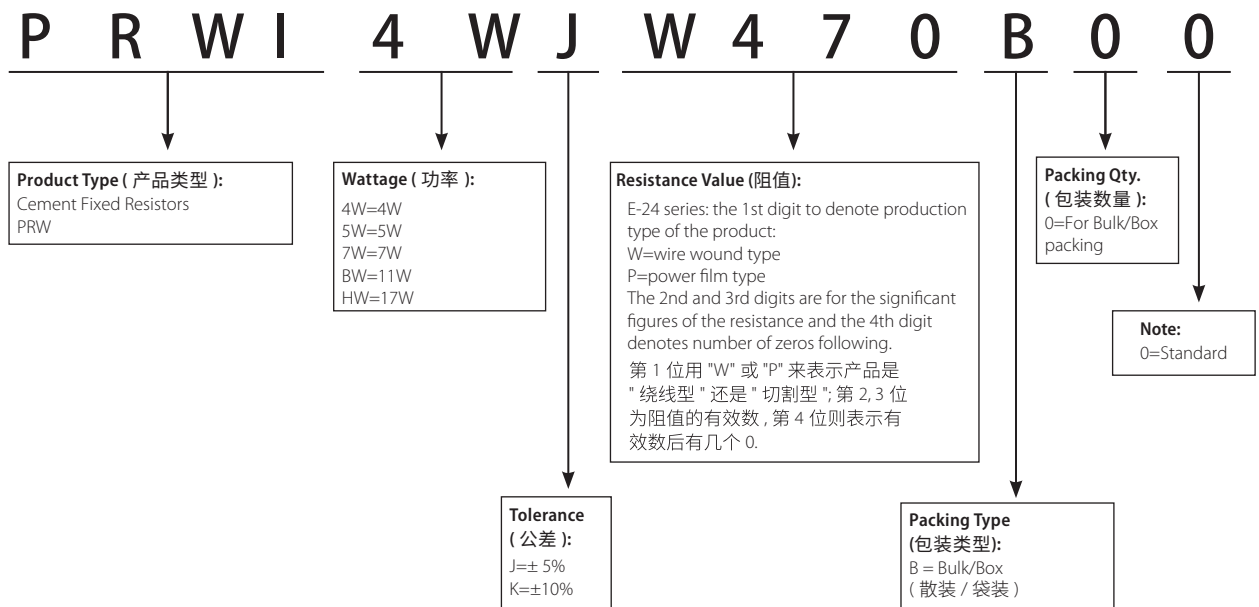 P R W I 4 W J W 4 7 0 B 0 0
Product Type ( 产品类型 ):
Cement Fixed Resistors
PRW
Wattage ( 功率 ):
4W=4W
5W=5W
7W=7W
BW=11W
HW=17W
Resistance Value (阻值):
E-24 series: the 1st digit to denote production
type of the product:
W=wire wound type
P=power film type
The 2nd and 3rd digits are for the significant
figures of the resistance and the 4th digit
denotes number of zeros following.
第 1 位用 "W" 或 "P" 来表示产品是
" 绕线型 " 还是 " 切割型 "; 第 2, 3 位
为阻值的有效数 , 第 4 位则表示有
效数后有几个 0.
Packing Qty.
( 包装数量 ):
0=For Bulk/Box
packing
Note:
0=Standard
Tolerance
( 公差 ):
J=± 5%
K=±10%
Packing Type
(包装类型):
B = Bulk/Box
( 散装 / 袋装 )